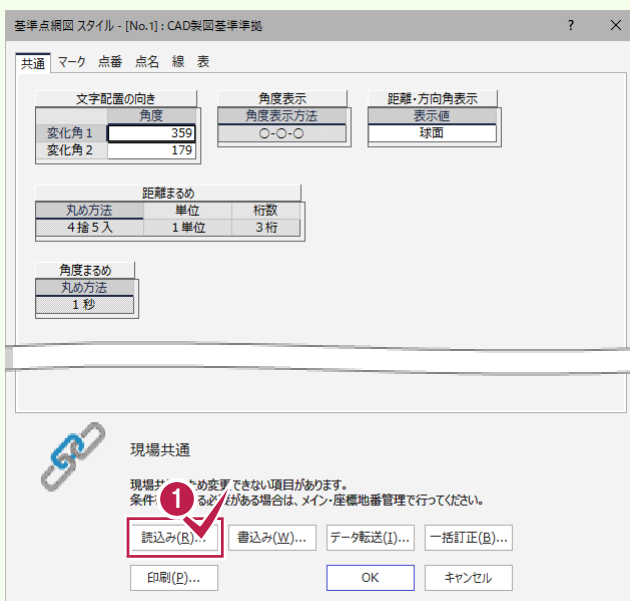 基準点網図 スタイル - [No.1] : CAD製図基準準拠 ? ×
共通 マーク 点番 点名 線 表
文字配置の向き 角度表示 距離・方向角表示
角度 角度表示方法 表示値
変化角1 359 ○-○-○ 球面
変化角2 179
距離まるめ
丸め方法 単位 桁数
4捨5入 1単位 3桁
角度まるめ
丸め方法
1秒
現場共通
現場共 ため変更できない項目があります。
条件 る必要がある場合は、メイン・座標地番管理で行ってください。
1
読込み(R)... 書込み(W)... データ転送(I)... 一括訂正(B)...
印刷(P)... OK キャンセル